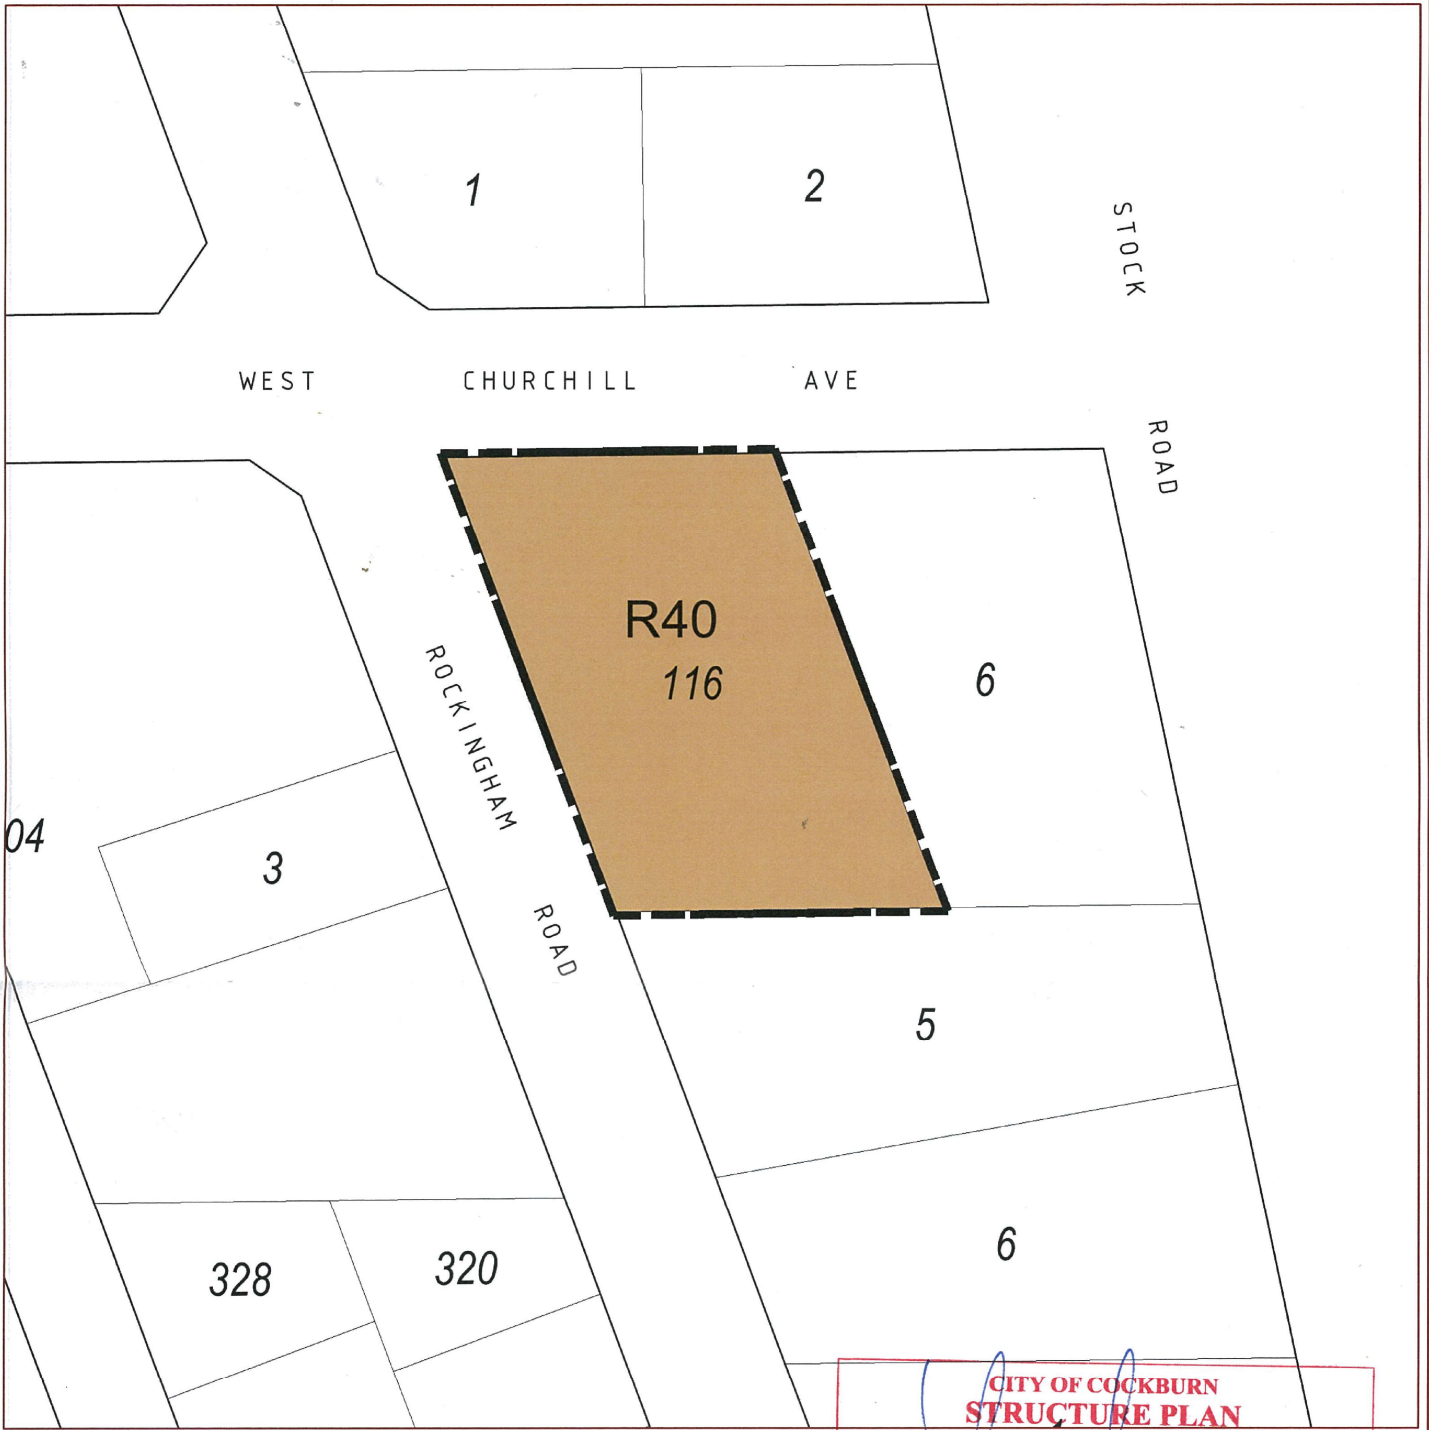 1
2
STOCK
WEST CHURCHILL AVE
ROAD
R40
116
6
ROCKINGHAM
04
3
ROAD
5
6
328
320
CITY OF COCKBURN
STRUCTURE PLAN